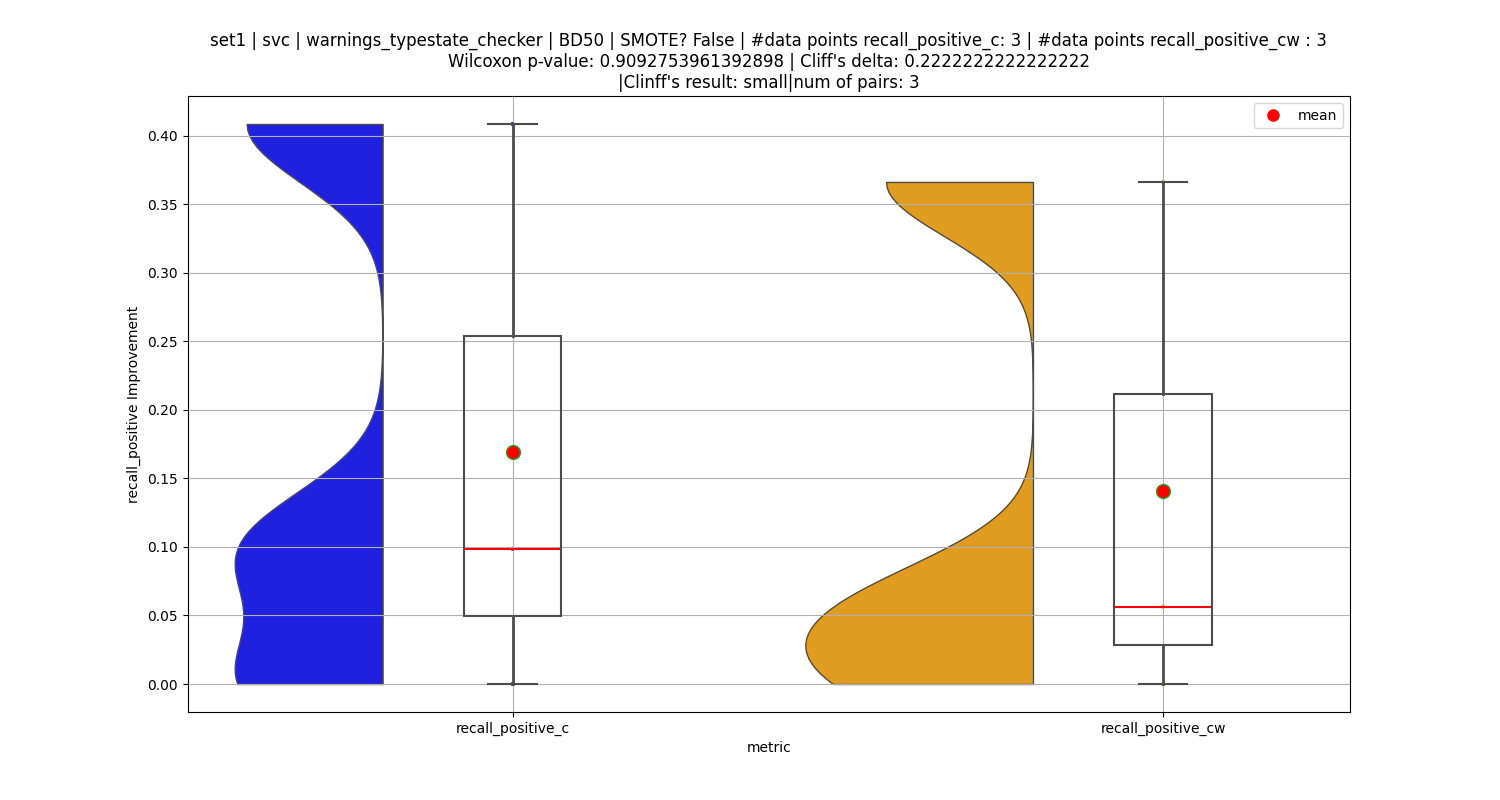 set1 | svc | warnings_typestate_checker | BD50 | SMOTE? False | #data points recall_positive_c: 3 | #data points recall_positive_cw : 3
Wilcoxon p-value: 0.9092753961392898 | Cliff's delta: 0.2222222222222222
|Clinff's result: small|num of pairs: 3
mean
recall_positive Improvement
0.40
0.35
0.30
0.25
0.20
0.15
0.10
0.05
0.00
recall_positive_c
recall_positive_cw
metric